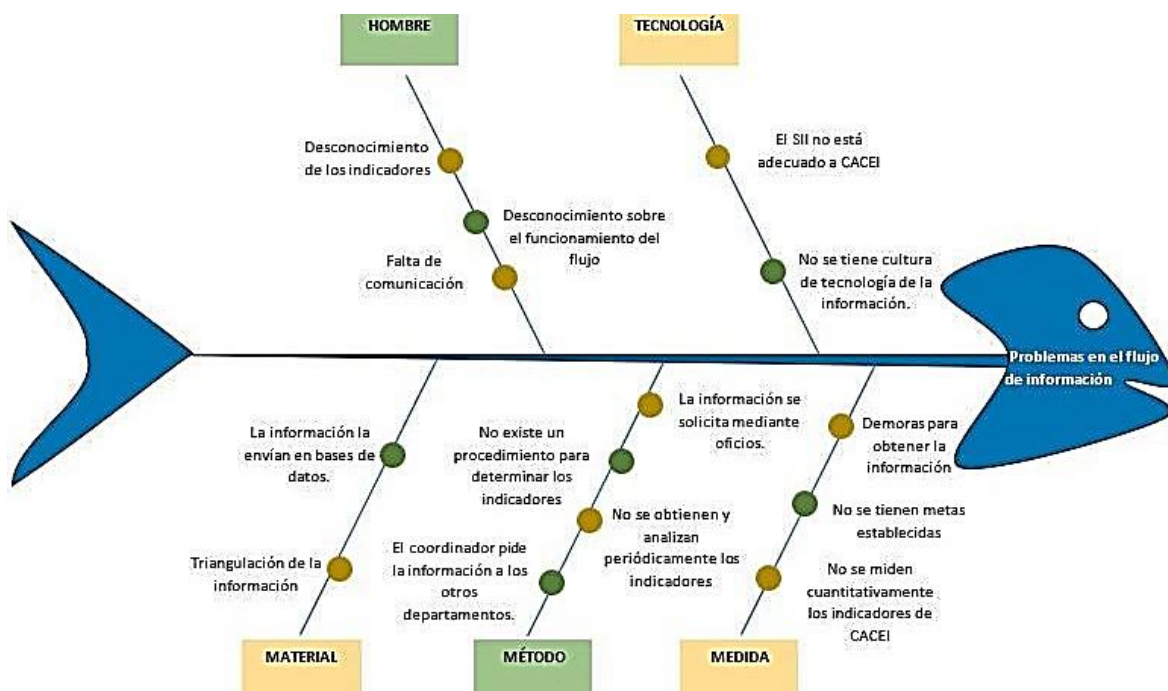 HOMBRE
TECNOLOGÍA
Desconocimiento
de los indicadores
Desconocimiento sobre
el funcionamiento del
flujo
Falta de
comunicación
El SII no está
adecuado a CACEI
No se tiene cultura
de tecnología de la
información.
Problemas en el flujo
de información
La información la
envían en bases de
datos.
Triangulación de la
información
No existe un
procedimiento para
determinar los
indicadores
El coordinador pide
la información a los
otros
departamentos.
La información se
solicita mediante
oficios.
No se obtienen y
analizan
periódicamente los
indicadores
Demoras para
obtener la
información
No se tienen metas
establecidas
No se miden
cuantitativamente
los indicadores de
CACEI
MATERIAL
MÉTODO
MEDIDA